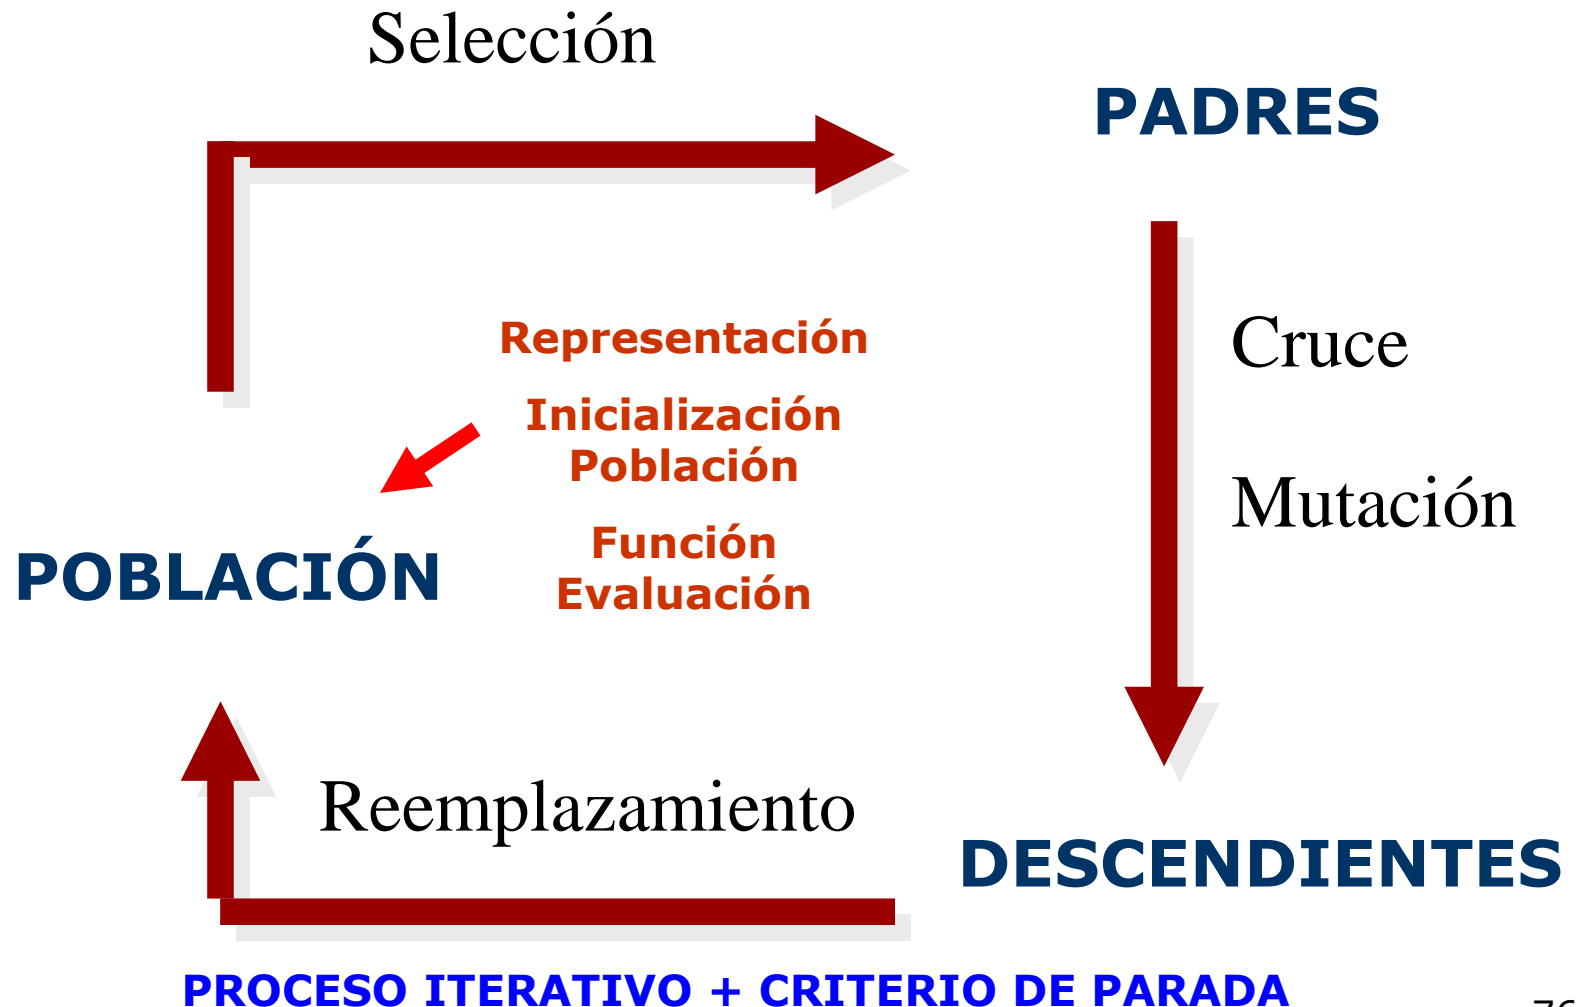 Selección
PADRES
Representación
Cruce
Inicialización
Población
Mutación
Función
Evaluación
POBLACIÓN
Reemplazamiento
DESCENDIENTES
PROCESO ITERATIVO + CRITERIO DE PARADA